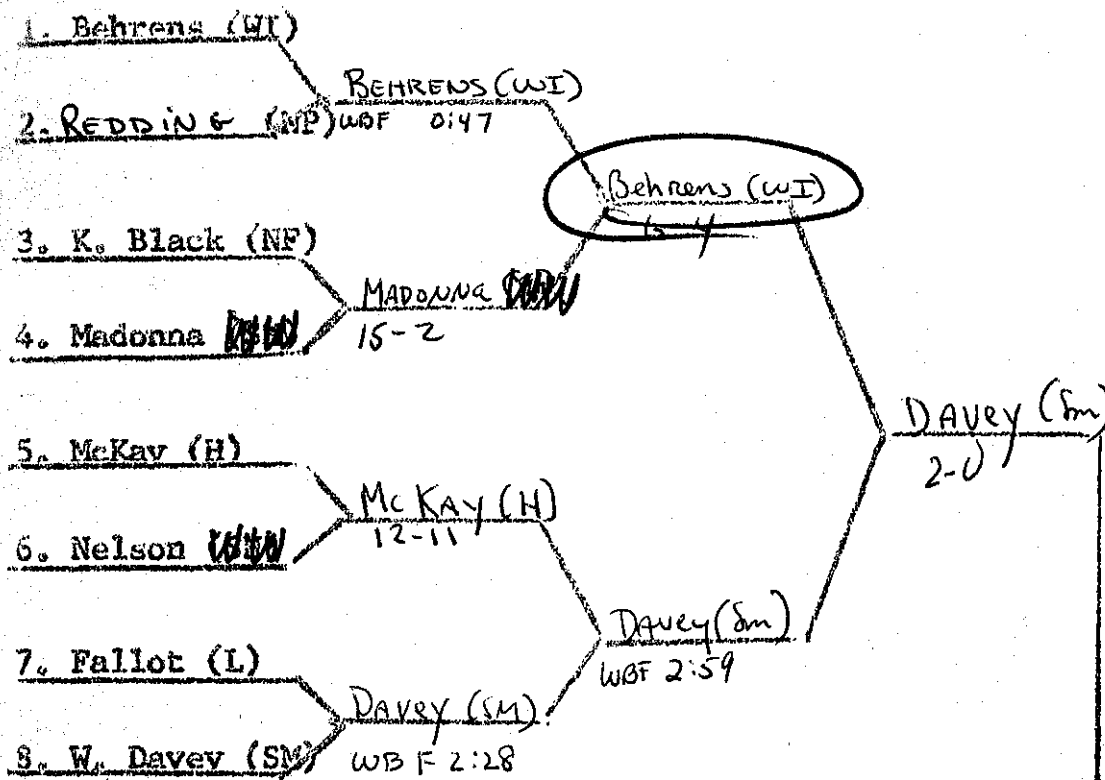 1. Behrens (WI)
BEHRENS (WI)
2. REDDING (NP) WBF 0:47
Behrens (WI)
3. K. Black (NF)
MADONNA
4. Madonna
15-2
DAVEY (Sm)
2-0
5. McKay (H)
Mc KAY (H)
12-11
6. Nelson
DAVEY (Sm)
WBF 2:59
7. Fallot (L)
DAVEY (SM)
8. W. Davey (SM)
WBF 2:28